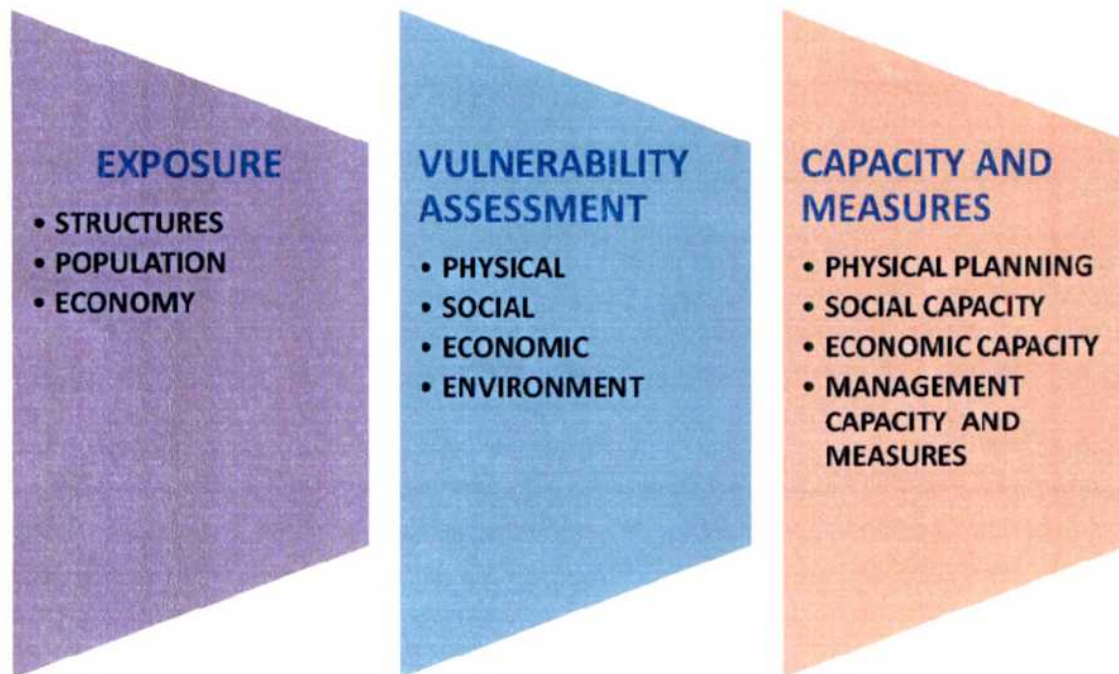 EXPOSURE
• STRUCTURES
• POPULATION
• ECONOMY
VULNERABILITY
ASSESSMENT
• PHYSICAL
• SOCIAL
• ECONOMIC
• ENVIRONMENT
CAPACITY AND
MEASURES
• PHYSICAL PLANNING
• SOCIAL CAPACITY
• ECONOMIC CAPACITY
• MANAGEMENT
CAPACITY AND
MEASURES